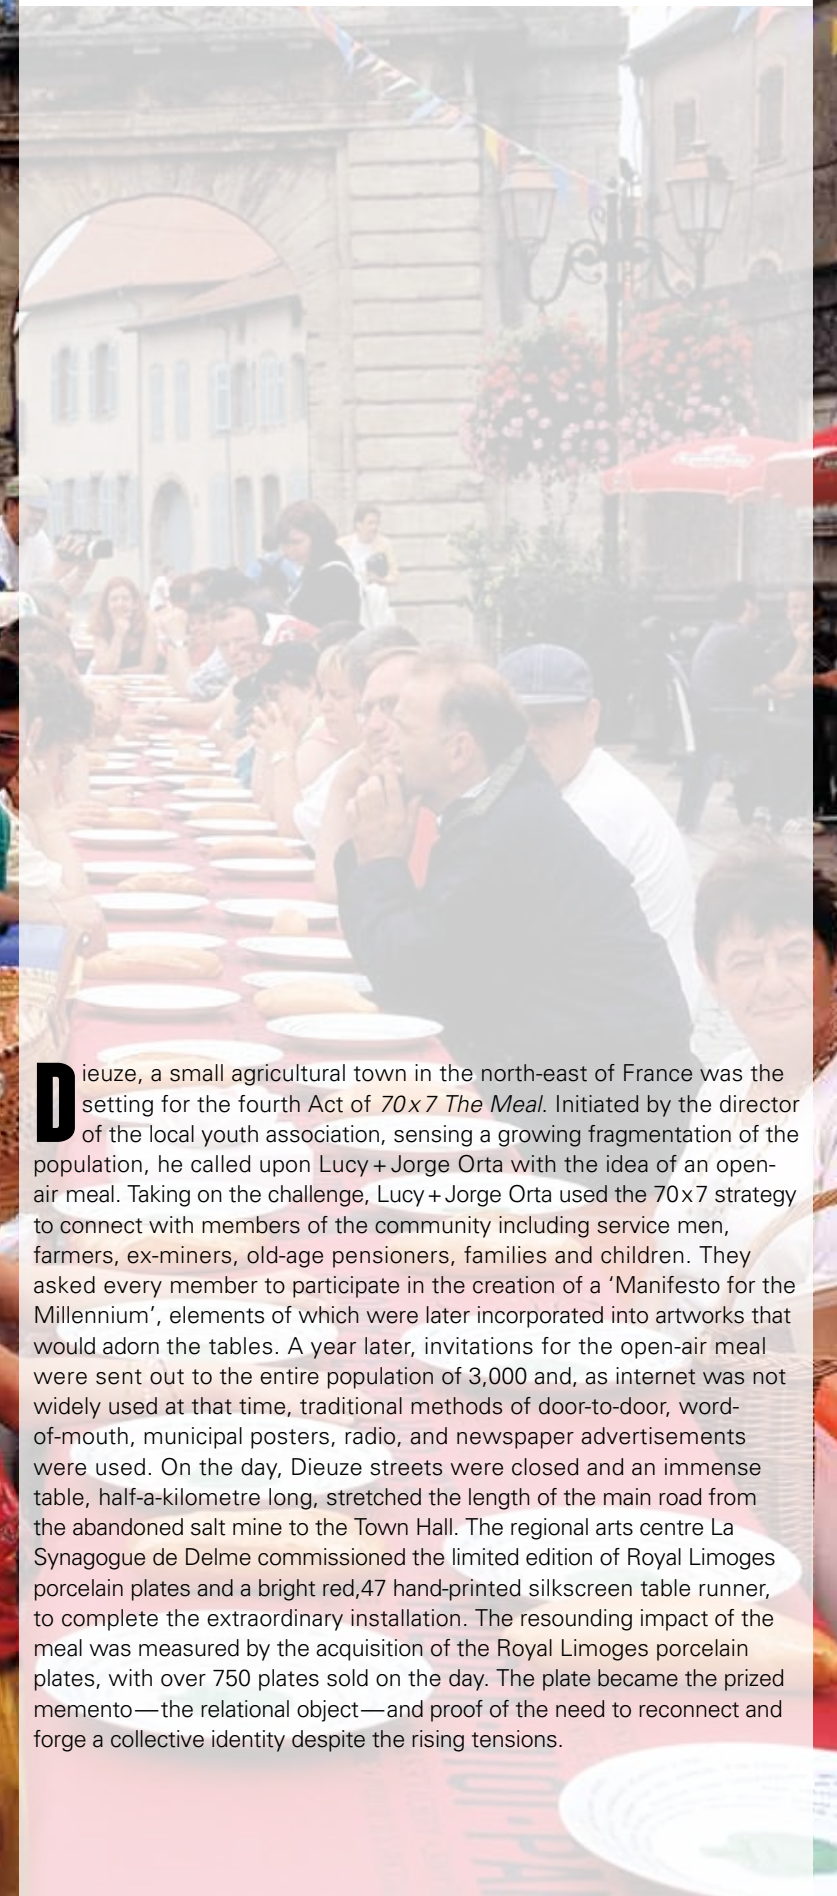 Dieuze, a small agricultural town in the north-east of France was the
setting for the fourth Act of 70x7 The Meal. Initiated by the director
of the local youth association, sensing a growing fragmentation of the
population, he called upon Lucy+Jorge Orta with the idea of an open-
air meal. Taking on the challenge, Lucy+Jorge Orta used the 70x7 strategy
to connect with members of the community including service men,
farmers, ex-miners, old-age pensioners, families and children. They
asked every member to participate in the creation of a ‘Manifesto for the
Millennium’, elements of which were later incorporated into artworks that
would adorn the tables. A year later, invitations for the open-air meal
were sent out to the entire population of 3,000 and, as internet was not
widely used at that time, traditional methods of door-to-door, word-
of-mouth, municipal posters, radio, and newspaper advertisements
were used. On the day, Dieuze streets were closed and an immense
table, half-a-kilometre long, stretched the length of the main road from
the abandoned salt mine to the Town Hall. The regional arts centre La
Synagogue de Delme commissioned the limited edition of Royal Limoges
porcelain plates and a bright red,47 hand-printed silkscreen table runner,
to complete the extraordinary installation. The resounding impact of the
meal was measured by the acquisition of the Royal Limoges porcelain
plates, with over 750 plates sold on the day. The plate became the prized
memento—the relational object—and proof of the need to reconnect and
forge a collective identity despite the rising tensions.